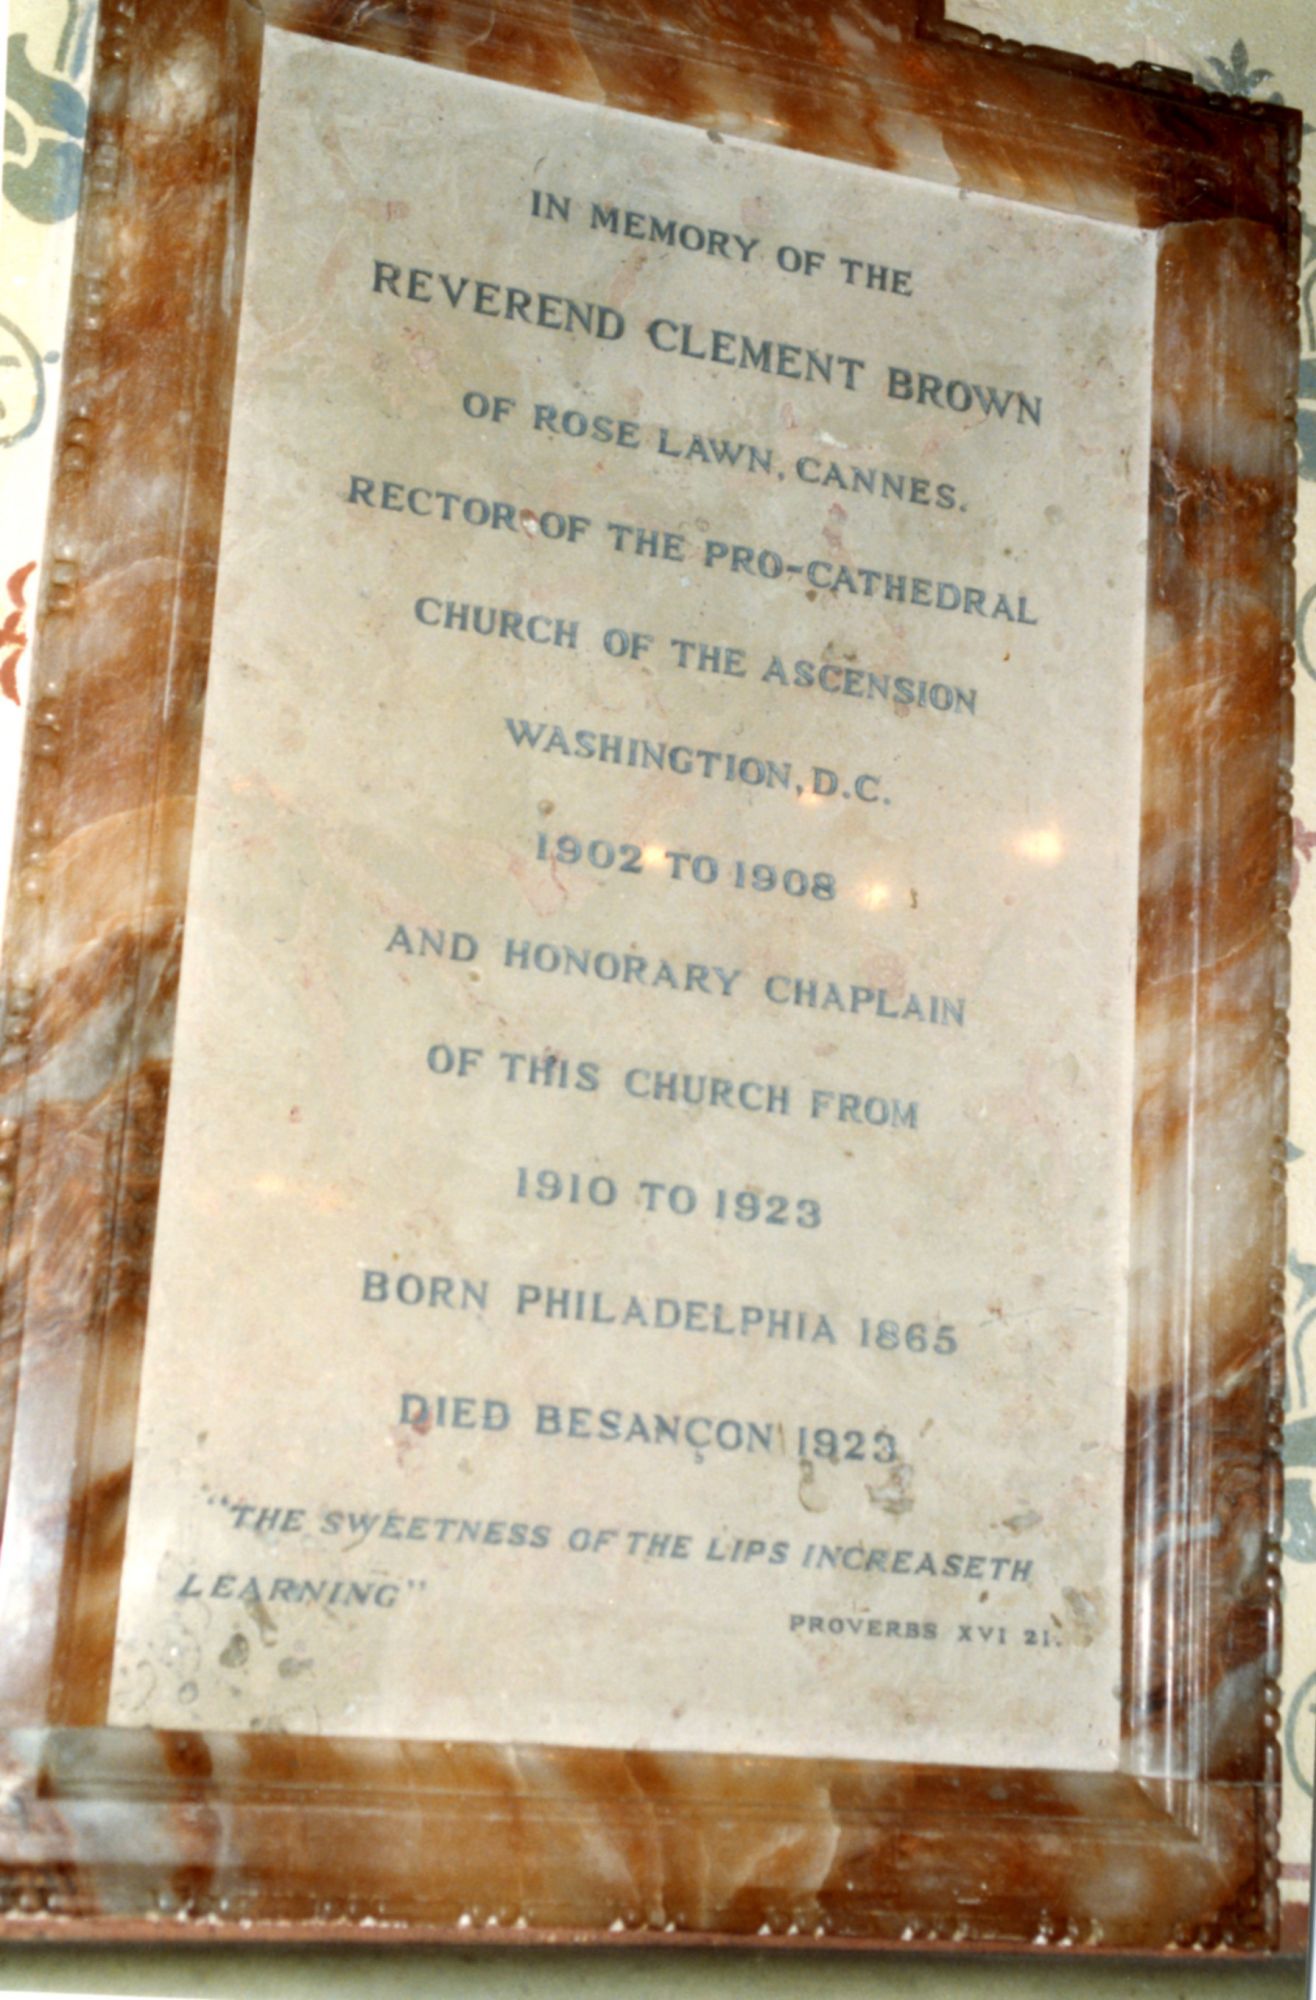 IN MEMORY OF THE
REVEREND CLEMENT BROWN
OF ROSE LAWN, CANNES.
RECTOR OF THE PRO-CATHEDRAL
CHURCH OF THE ASCENSION
WASHINGTION, D.C.
1902 TO 1908
AND HONORARY CHAPLAIN
OF THIS CHURCH FROM
1910 TO 1923
BORN PHILADELPHIA 1865
DIED BESANÇON 1923
"THE SWEETNESS OF THE LIPS INCREASETH
LEARNING"
PROVERBS XVI 21.